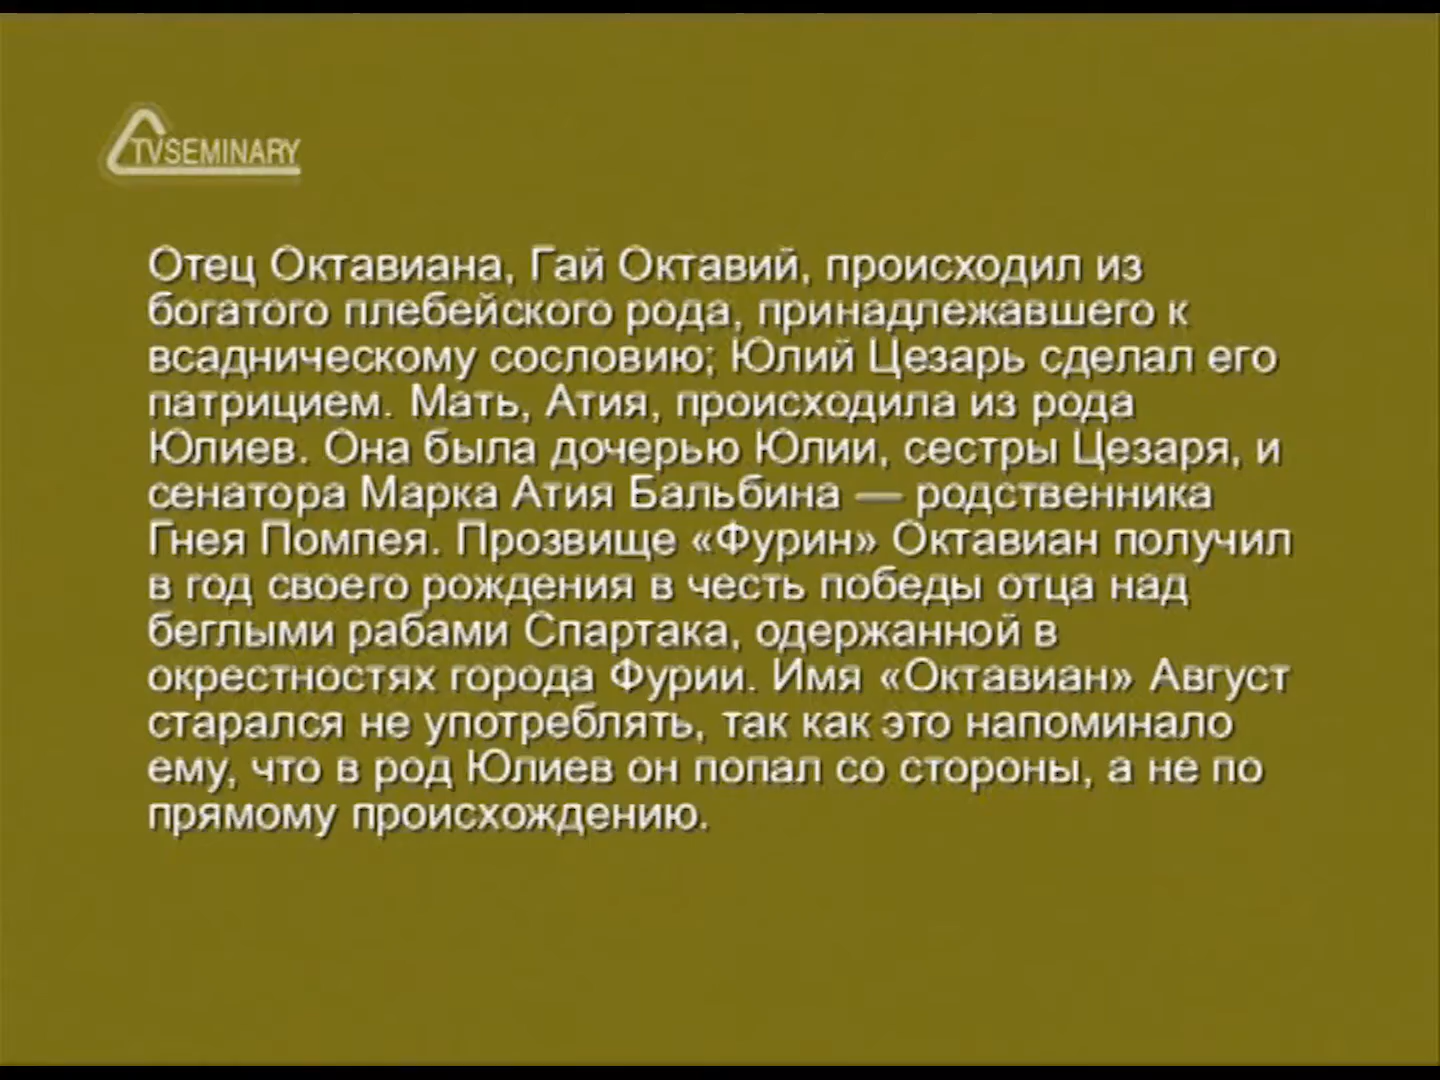 TVSEMINARY
Отец Октавиана, Гай Октавий, происходил из
богатого плебейского рода, принадлежавшего к
всадническому сословию; Юлий Цезарь сделал его
патрицием. Мать, Атия, происходила из рода
Юлиев. Она была дочерью Юлии, сестры Цезаря, и
сенатора Марка Атия Бальбина — родственника
Гнея Помпея. Прозвище «Фурин» Октавиан получил
в год своего рождения в честь победы отца над
беглыми рабами Спартака, одержанной в
окрестностях города Фурии. Имя «Октавиан» Август
старался не употреблять, так как это напоминало
ему, что в род Юлиев он попал со стороны, а не по
прямому происхождению.